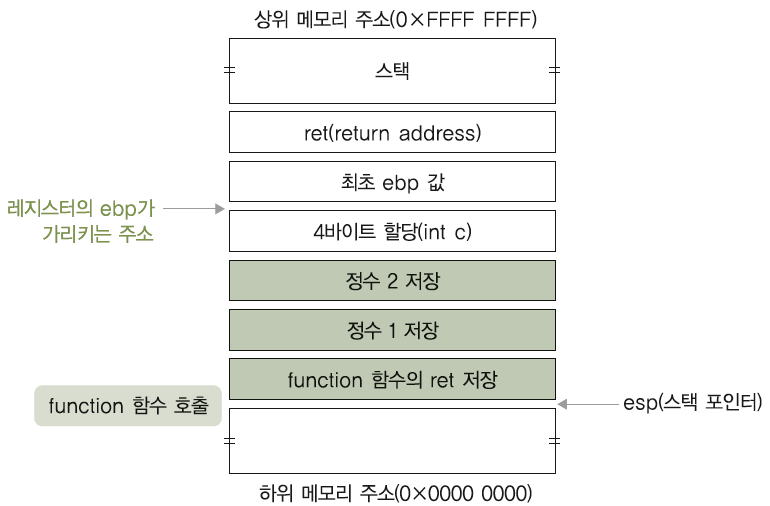 상위 메모리 주소(0×FFFF FFFF)
스택
ret(return address)
최초 ebp 값
레지스터의 ebp가
가리키는 주소
4바이트 할당(int c)
정수 2 저장
정수 1 저장
function 함수의 ret 저장
function 함수 호출
esp(스택 포인터)
하위 메모리 주소(0×0000 0000)